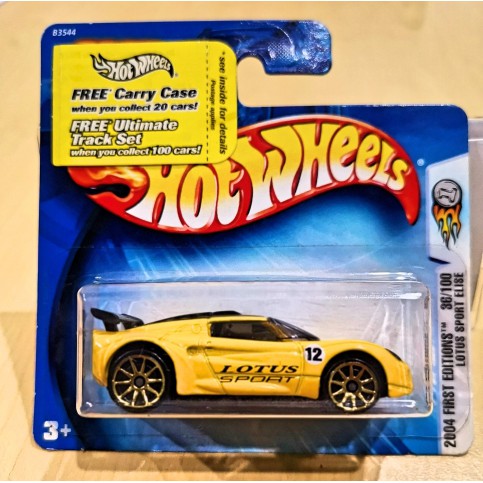 B3544
Hot Wheels
FREE Carry Case
when you collect 20 cars!
FREE Ultimate
Track Set
when you collect 100 cars!
*see inside for details
Postage applies
HOT WHEELS
2004 FIRST EDITIONS™ 36/100
LOTUS SPORT ELISE
12
LOTUS
SPORT
3+